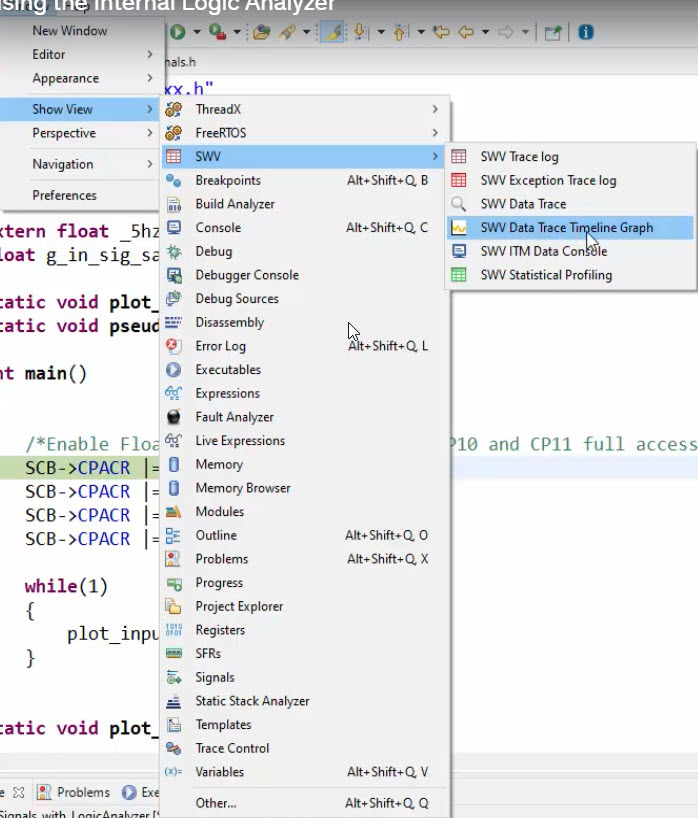 sing the Internal Logic Analyzer
New Window
Editor
Appearance
Show View
Perspective
Navigation
Preferences
nals.h
xx.h"
ThreadX
FreeRTOS
SWV
Breakpoints Alt+Shift+Q, B
Build Analyzer
Console Alt+Shift+Q, C
Debug
Debugger Console
Debug Sources
Disassembly
Error Log Alt+Shift+Q, L
Executables
Expressions
Fault Analyzer
Live Expressions
Memory
Memory Browser
Modules
Outline Alt+Shift+Q, O
Problems Alt+Shift+Q, X
Progress
Project Explorer
Registers
SFRs
Signals
Static Stack Analyzer
Templates
Trace Control
Variables Alt+Shift+Q, V
Other... Alt+Shift+Q, Q
SWV Trace log
SWV Exception Trace log
SWV Data Trace
SWV Data Trace Timeline Graph
SWV ITM Data Console
SWV Statistical Profiling
xtern float _5hz
loat g_in_sig_sa
tatic void plot_
tatic void pseud
nt main()
/*Enable Floa P10 and CP11 full access
SCB->CPACR |=
SCB->CPACR |=
SCB->CPACR |=
SCB->CPACR |=
while(1)
{
plot_inpu
}
tatic void plot_
e Problems Exe
Signals_with_LogicAnalyzer [S